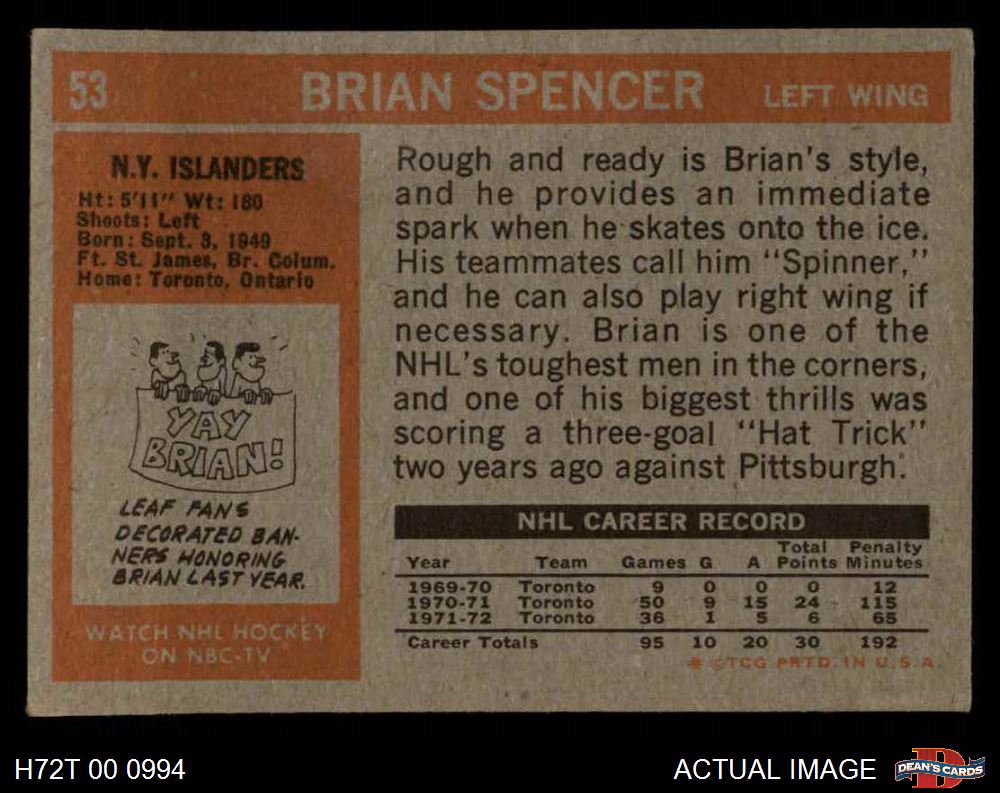 53 BRIAN SPENCER LEFT WING
N.Y. ISLANDERS
Ht: 5'11" Wt: 180
Shoots: Left
Born: Sept. 3, 1949
Ft. St. James, Br. Colum.
Home: Toronto, Ontario
YAY
BRIAN!
LEAF FANS
DECORATED BAN-
NERS HONORING
BRIAN LAST YEAR.
WATCH NHL HOCKEY
ON NBC-TV
Rough and ready is Brian's style,
and he provides an immediate
spark when he skates onto the ice.
His teammates call him "Spinner,"
and he can also play right wing if
necessary. Brian is one of the
NHL's toughest men in the corners,
and one of his biggest thrills was
scoring a three-goal "Hat Trick"
two years ago against Pittsburgh.
NHL CAREER RECORD
Year Team Games G A Total Points Penalty Minutes
1969-70 Toronto 9 0 0 0 12
1970-71 Toronto 50 9 15 24 115
1971-72 Toronto 36 1 5 6 65
Career Totals 95 10 20 30 192
* ©TCG PRTD. IN U.S.A.
H72T 00 0994 ACTUAL IMAGE
D
DEAN'S CARDS